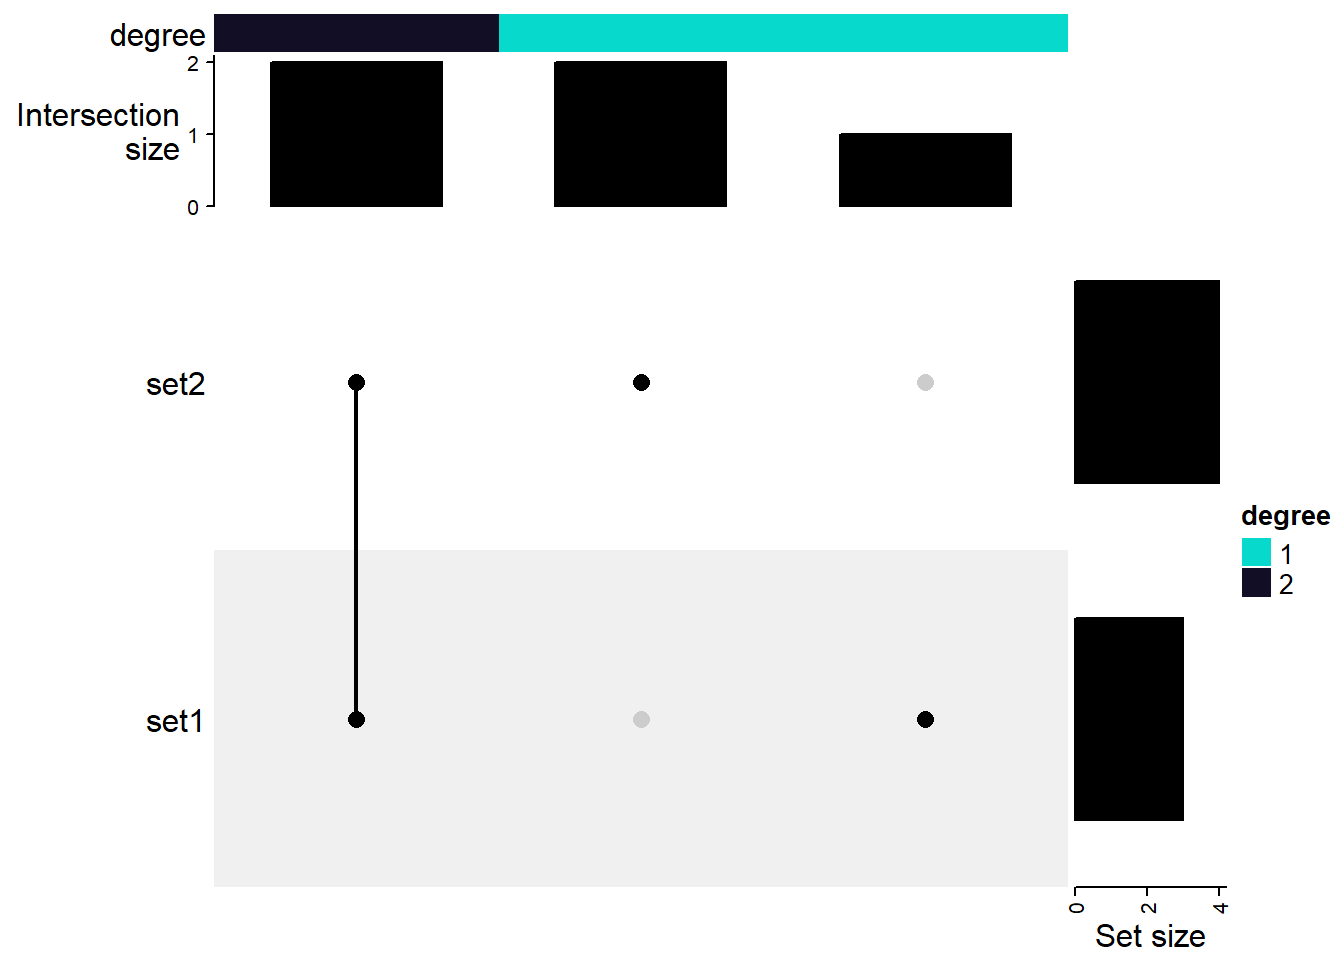 degree
2
Intersection
size
1
0
set2
set1
degree
1
2
0 2 4
Set size